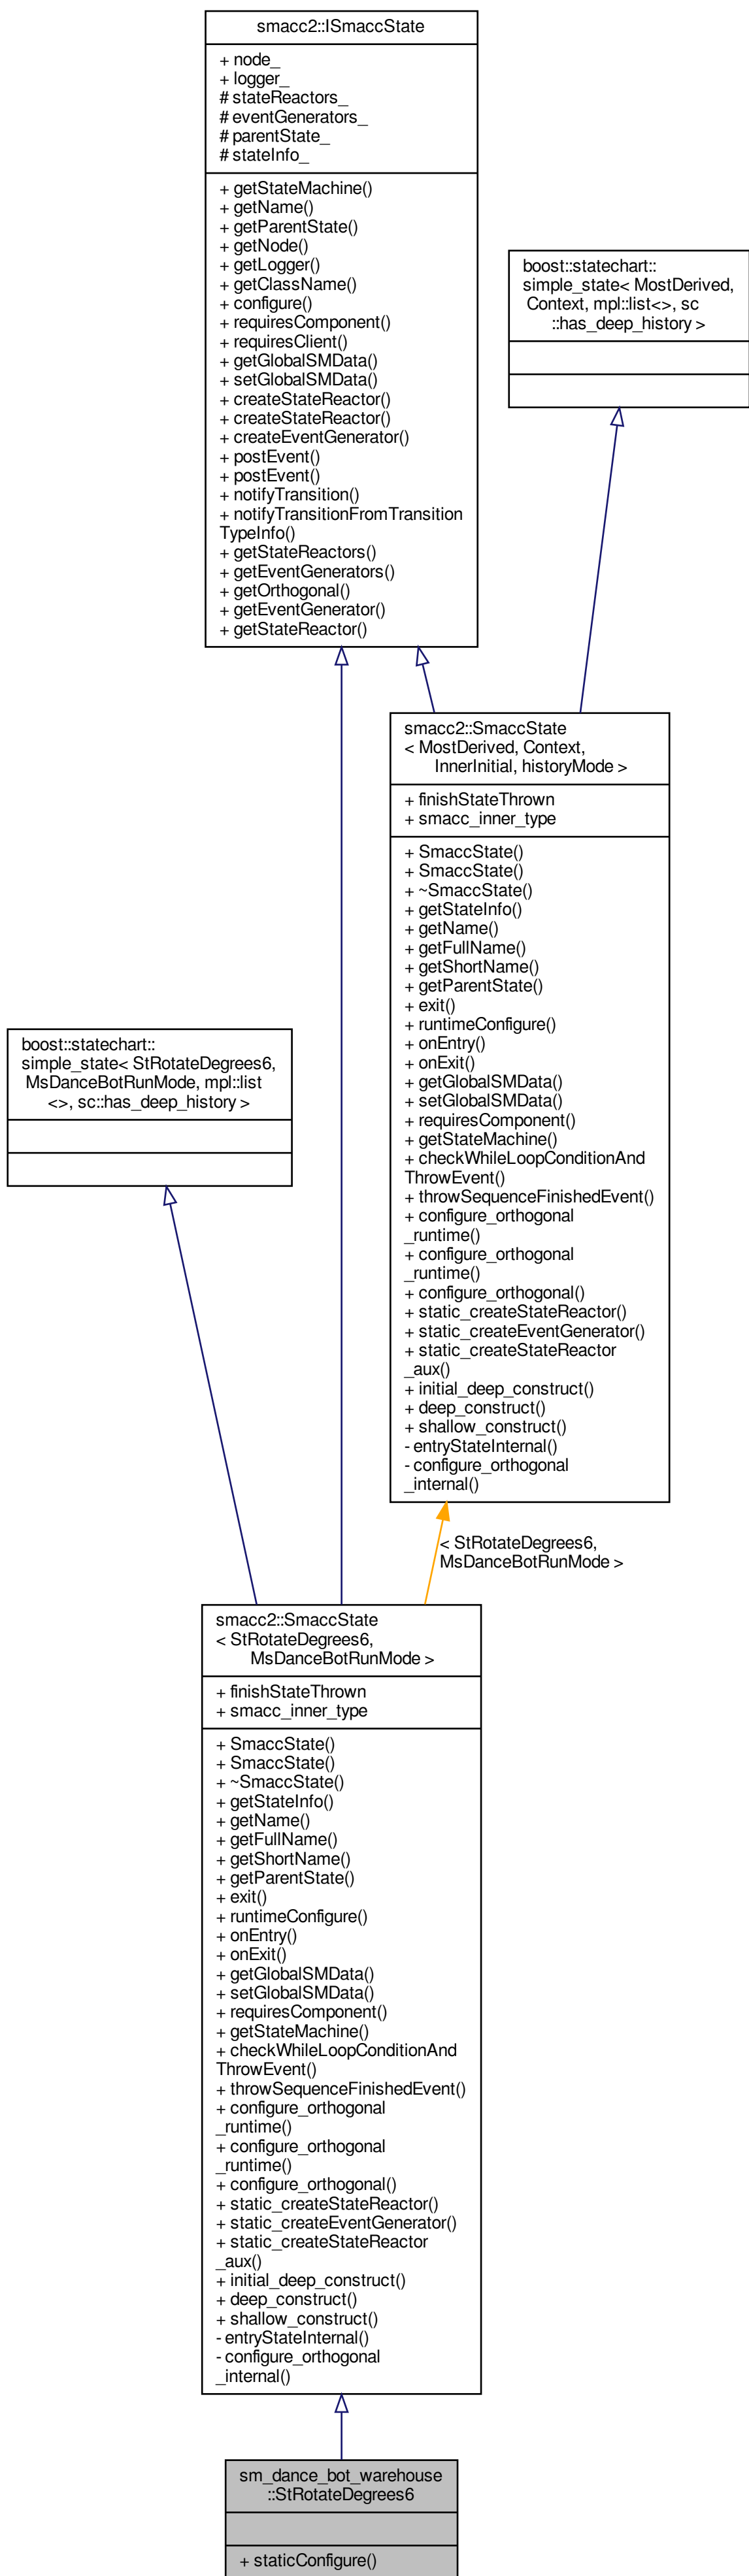 smacc2::ISmaccState
+ node_
+ logger_
# stateReactors_
# eventGenerators_
# parentState_
# stateInfo_
+ getStateMachine()
+ getName()
+ getParentState()
+ getNode()
+ getLogger()
+ getClassName()
+ configure()
+ requiresComponent()
+ requiresClient()
+ getGlobalSMData()
+ setGlobalSMData()
+ createStateReactor()
+ createStateReactor()
+ createEventGenerator()
+ postEvent()
+ postEvent()
+ notifyTransition()
+ notifyTransitionFromTransition
TypeInfo()
+ getStateReactors()
+ getEventGenerators()
+ getOrthogonal()
+ getEventGenerator()
+ getStateReactor()
boost::statechart::
simple_state< MostDerived,
Context, mpl::list<>, sc
::has_deep_history >
smacc2::SmaccState
< MostDerived, Context,
InnerInitial, historyMode >
+ finishStateThrown
+ smacc_inner_type
+ SmaccState()
+ SmaccState()
+ ~SmaccState()
+ getStateInfo()
+ getName()
+ getFullName()
+ getShortName()
+ getParentState()
+ exit()
+ runtimeConfigure()
+ onEntry()
+ onExit()
+ getGlobalSMData()
+ setGlobalSMData()
+ requiresComponent()
+ getStateMachine()
+ checkWhileLoopConditionAnd
ThrowEvent()
+ throwSequenceFinishedEvent()
+ configure_orthogonal
_runtime()
+ configure_orthogonal
_runtime()
+ configure_orthogonal()
+ static_createStateReactor()
+ static_createEventGenerator()
+ static_createStateReactor
_aux()
+ initial_deep_construct()
+ deep_construct()
+ shallow_construct()
- entryStateInternal()
- configure_orthogonal
_internal()
boost::statechart::
simple_state< StRotateDegrees6,
MsDanceBotRunMode, mpl::list
<>, sc::has_deep_history >
< StRotateDegrees6,
MsDanceBotRunMode >
smacc2::SmaccState
< StRotateDegrees6,
MsDanceBotRunMode >
+ finishStateThrown
+ smacc_inner_type
+ SmaccState()
+ SmaccState()
+ ~SmaccState()
+ getStateInfo()
+ getName()
+ getFullName()
+ getShortName()
+ getParentState()
+ exit()
+ runtimeConfigure()
+ onEntry()
+ onExit()
+ getGlobalSMData()
+ setGlobalSMData()
+ requiresComponent()
+ getStateMachine()
+ checkWhileLoopConditionAnd
ThrowEvent()
+ throwSequenceFinishedEvent()
+ configure_orthogonal
_runtime()
+ configure_orthogonal
_runtime()
+ configure_orthogonal()
+ static_createStateReactor()
+ static_createEventGenerator()
+ static_createStateReactor
_aux()
+ initial_deep_construct()
+ deep_construct()
+ shallow_construct()
- entryStateInternal()
- configure_orthogonal
_internal()
sm_dance_bot_warehouse
::StRotateDegrees6
+ staticConfigure()